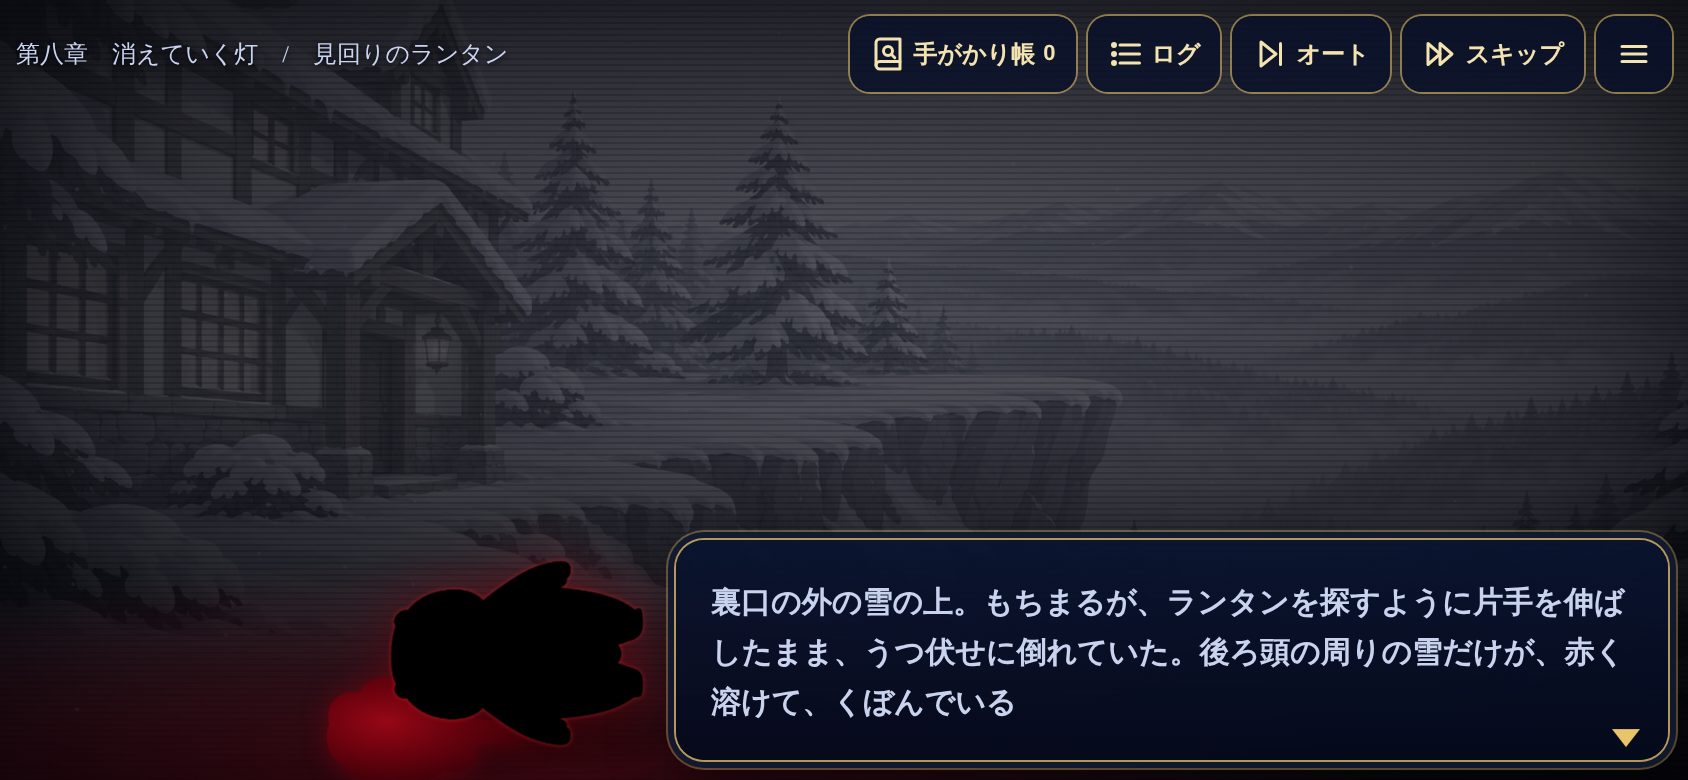 第八章　消えていく灯　/　見回りのランタン
手がかり帳 0
ログ
オート
スキップ
裏口の外の雪の上。もちまるが、ランタンを探すように片手を伸ば
したまま、うつ伏せに倒れていた。後ろ頭の周りの雪だけが、赤く
溶けて、くぼんでいる